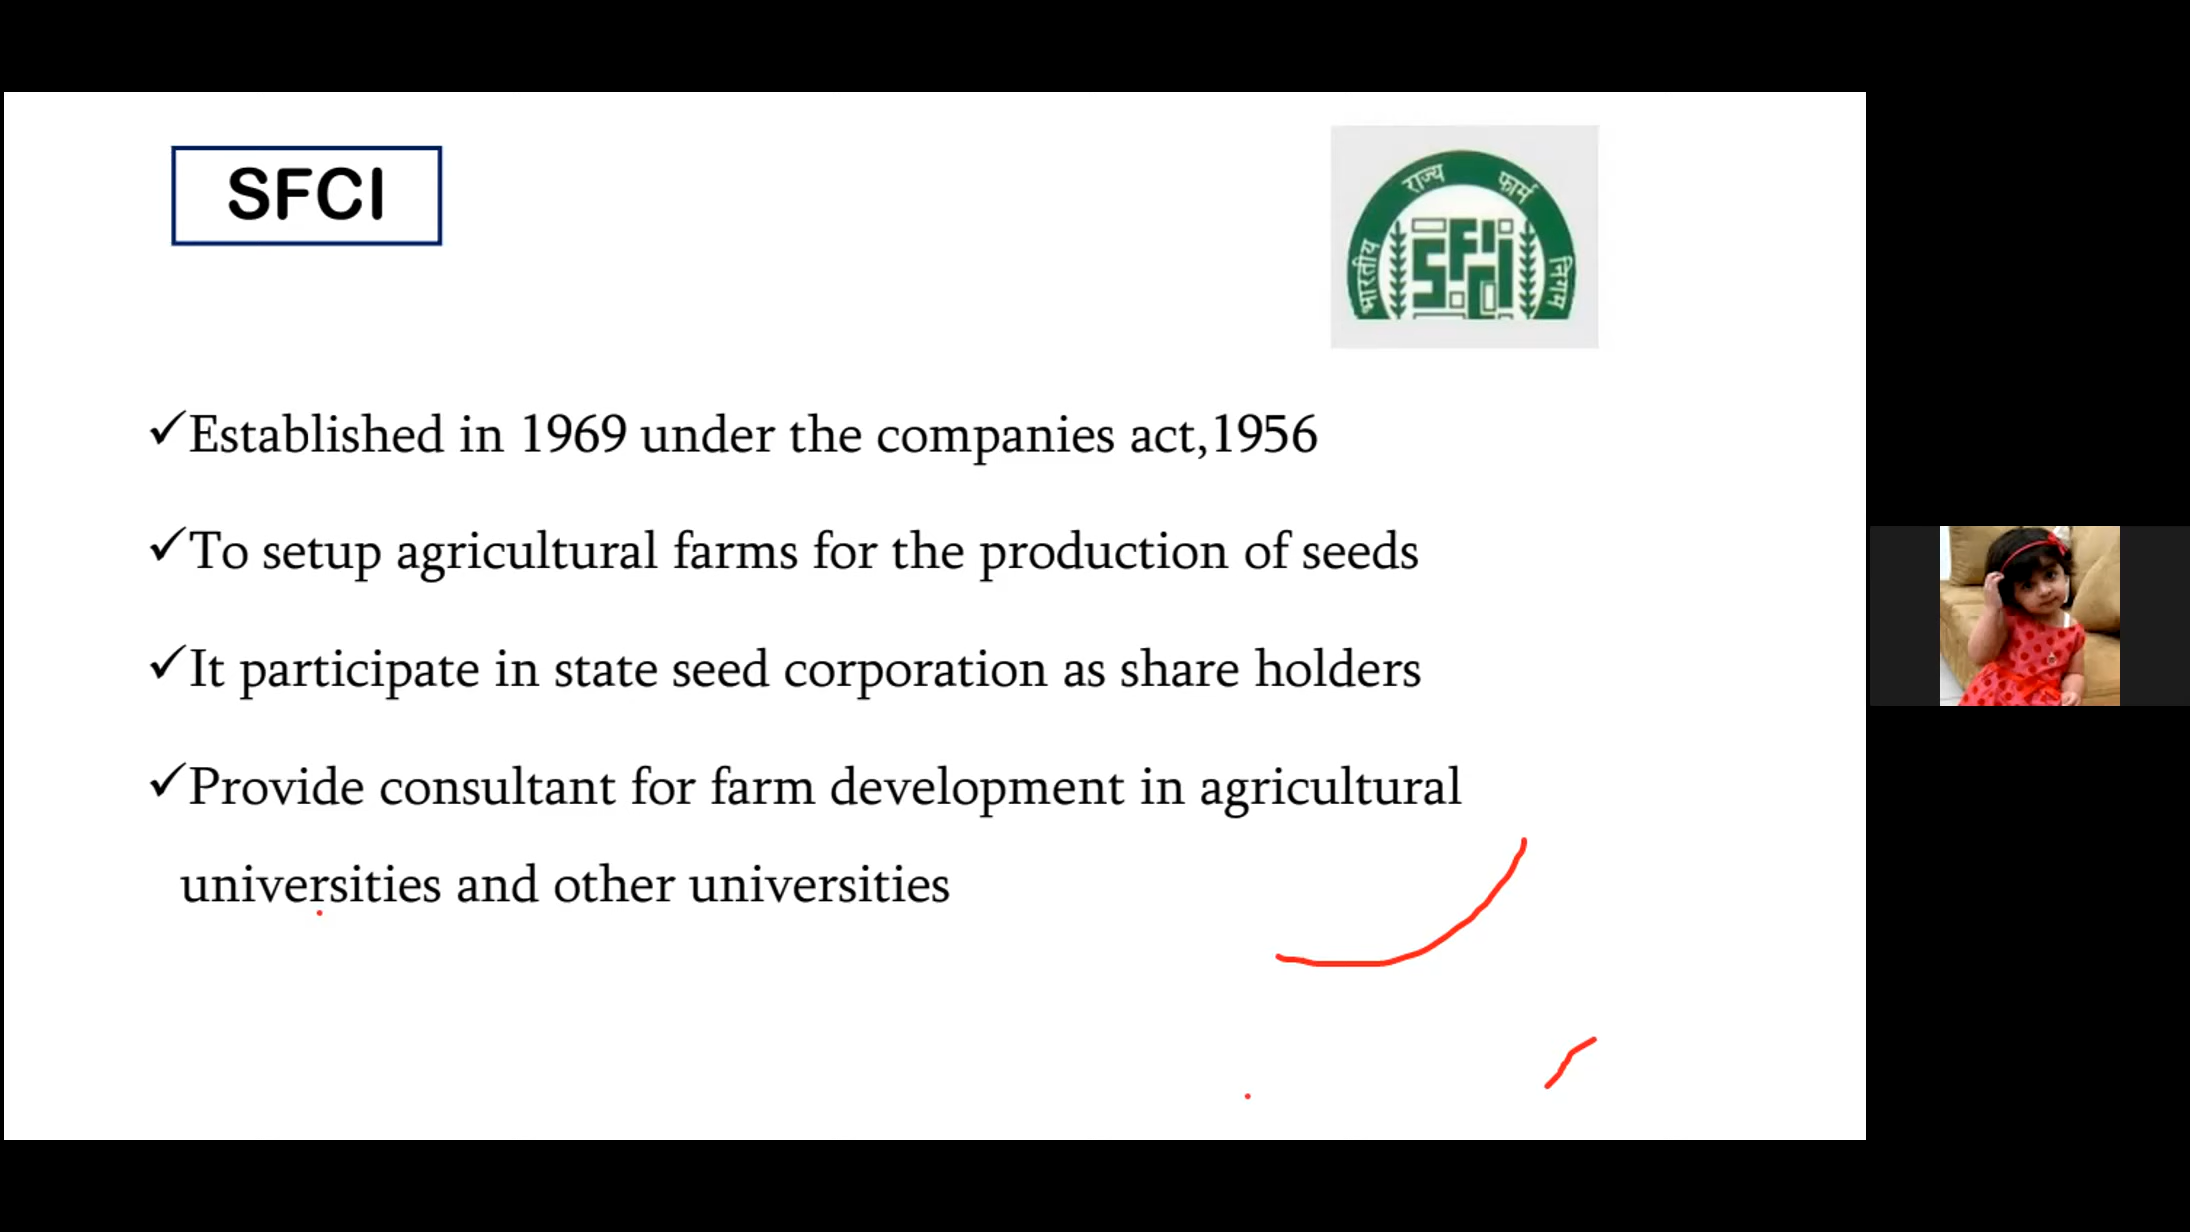 SFCI
भारतीय राज्य फार्म निगम
SFCI
✓Established in 1969 under the companies act,1956
✓To setup agricultural farms for the production of seeds
✓It participate in state seed corporation as share holders
✓Provide consultant for farm development in agricultural
universities and other universities